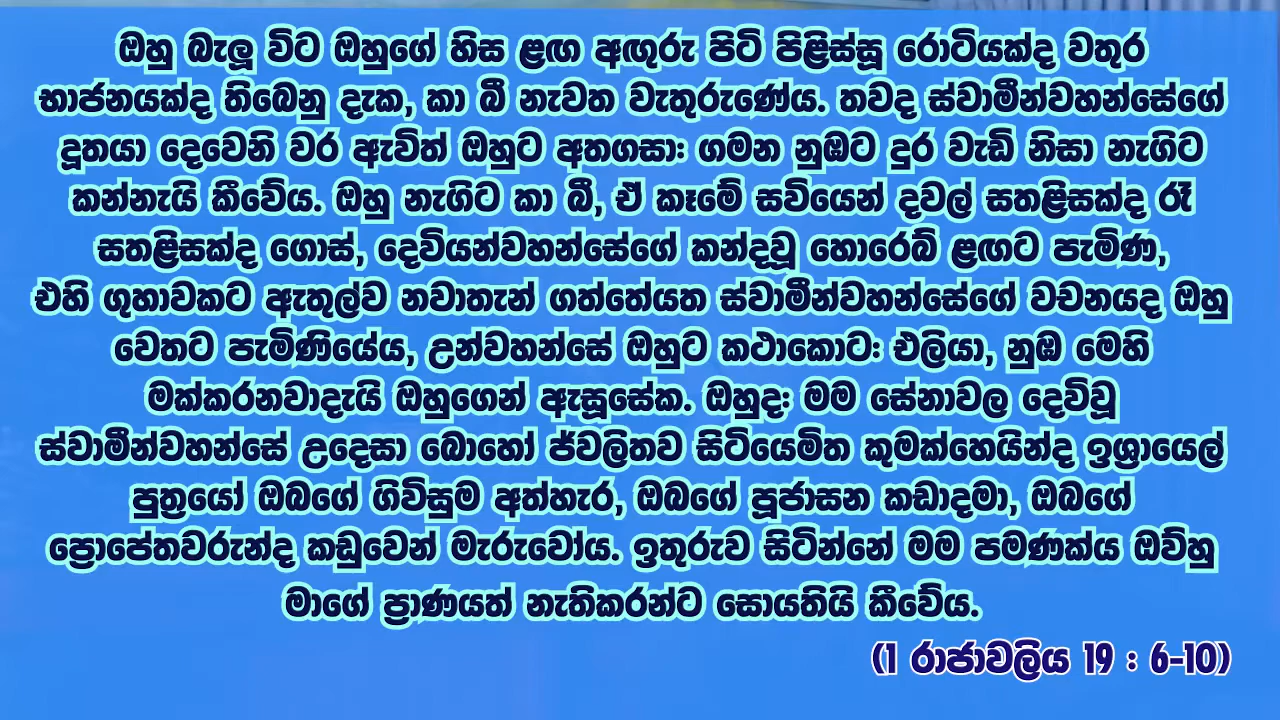 ඔහු බැලූ විට ඔහුගේ හිස ළඟ අඟුරු පිටි පිළිස්සූ රොටියක්ද වතුර
භාජනයක්ද තිබෙනු දැක, කා බී නැවත වැතුරුණේය. තවද ස්වාමීන්වහන්සේගේ
දූතයා දෙවෙනි වර ඇවිත් ඔහුට අතගසා: ගමන නුඹට දුර වැඩි නිසා නැගිට
කන්නැයි කීවේය. ඔහු නැගිට කා බී, ඒ කෑමේ සවියෙන් දවල් සතළිසක්ද රෑ
සතළිසක්ද ගොස්, දෙවියන්වහන්සේගේ කන්දවූ හොරෙබ් ළඟට පැමිණ,
එහි ගුහාවකට ඇතුල්ව නවාතැන් ගත්තේයත ස්වාමීන්වහන්සේගේ වචනයද ඔහු
වෙතට පැමිණියේය, උන්වහන්සේ ඔහුට කථාකොට: එලියා, නුඹ මෙහි
මක්කරනවාදැයි ඔහුගෙන් ඇසූසේක. ඔහුද: මම සේනාවල දෙවිවූ
ස්වාමීන්වහන්සේ උදෙසා බොහෝ ජ්වලිතව සිටියෙමිත කුමක්හෙයින්ද ඉශ්‍රායෙල්
පුත්‍රයෝ ඔබගේ ගිවිසුම අත්හැර, ඔබගේ පූජාසන කඩාදමා, ඔබගේ
ප්‍රොපේතවරුන්ද කඩුවෙන් මැරුවෝය. ඉතුරුව සිටින්නේ මම පමණක්ය ඔව්හු
මාගේ ප්‍රාණයත් නැතිකරන්ට සොයතියි කීවේය.
(1 රාජාවලිය 19 : 6-10)